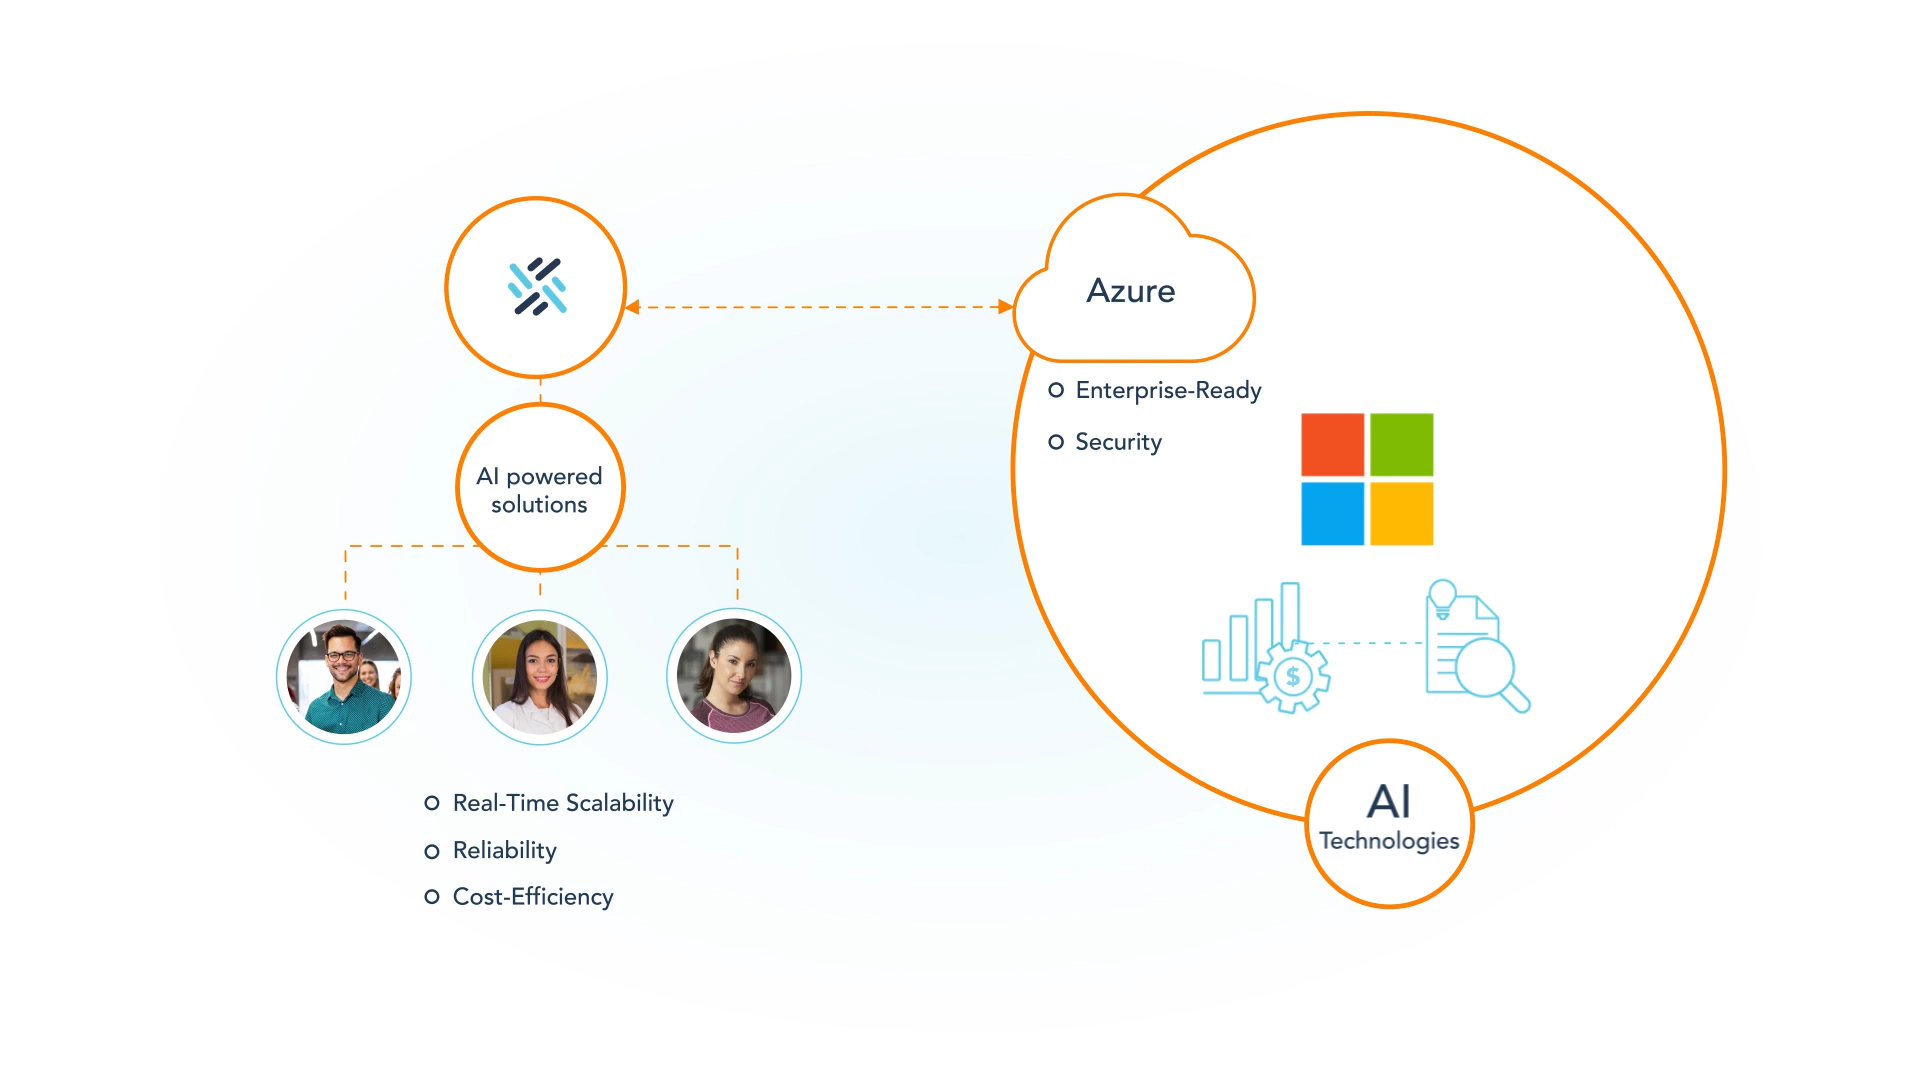 Azure
Enterprise-Ready
Security
AI powered
solutions
$
Real-Time Scalability
Reliability
Cost-Efficiency
AI
Technologies